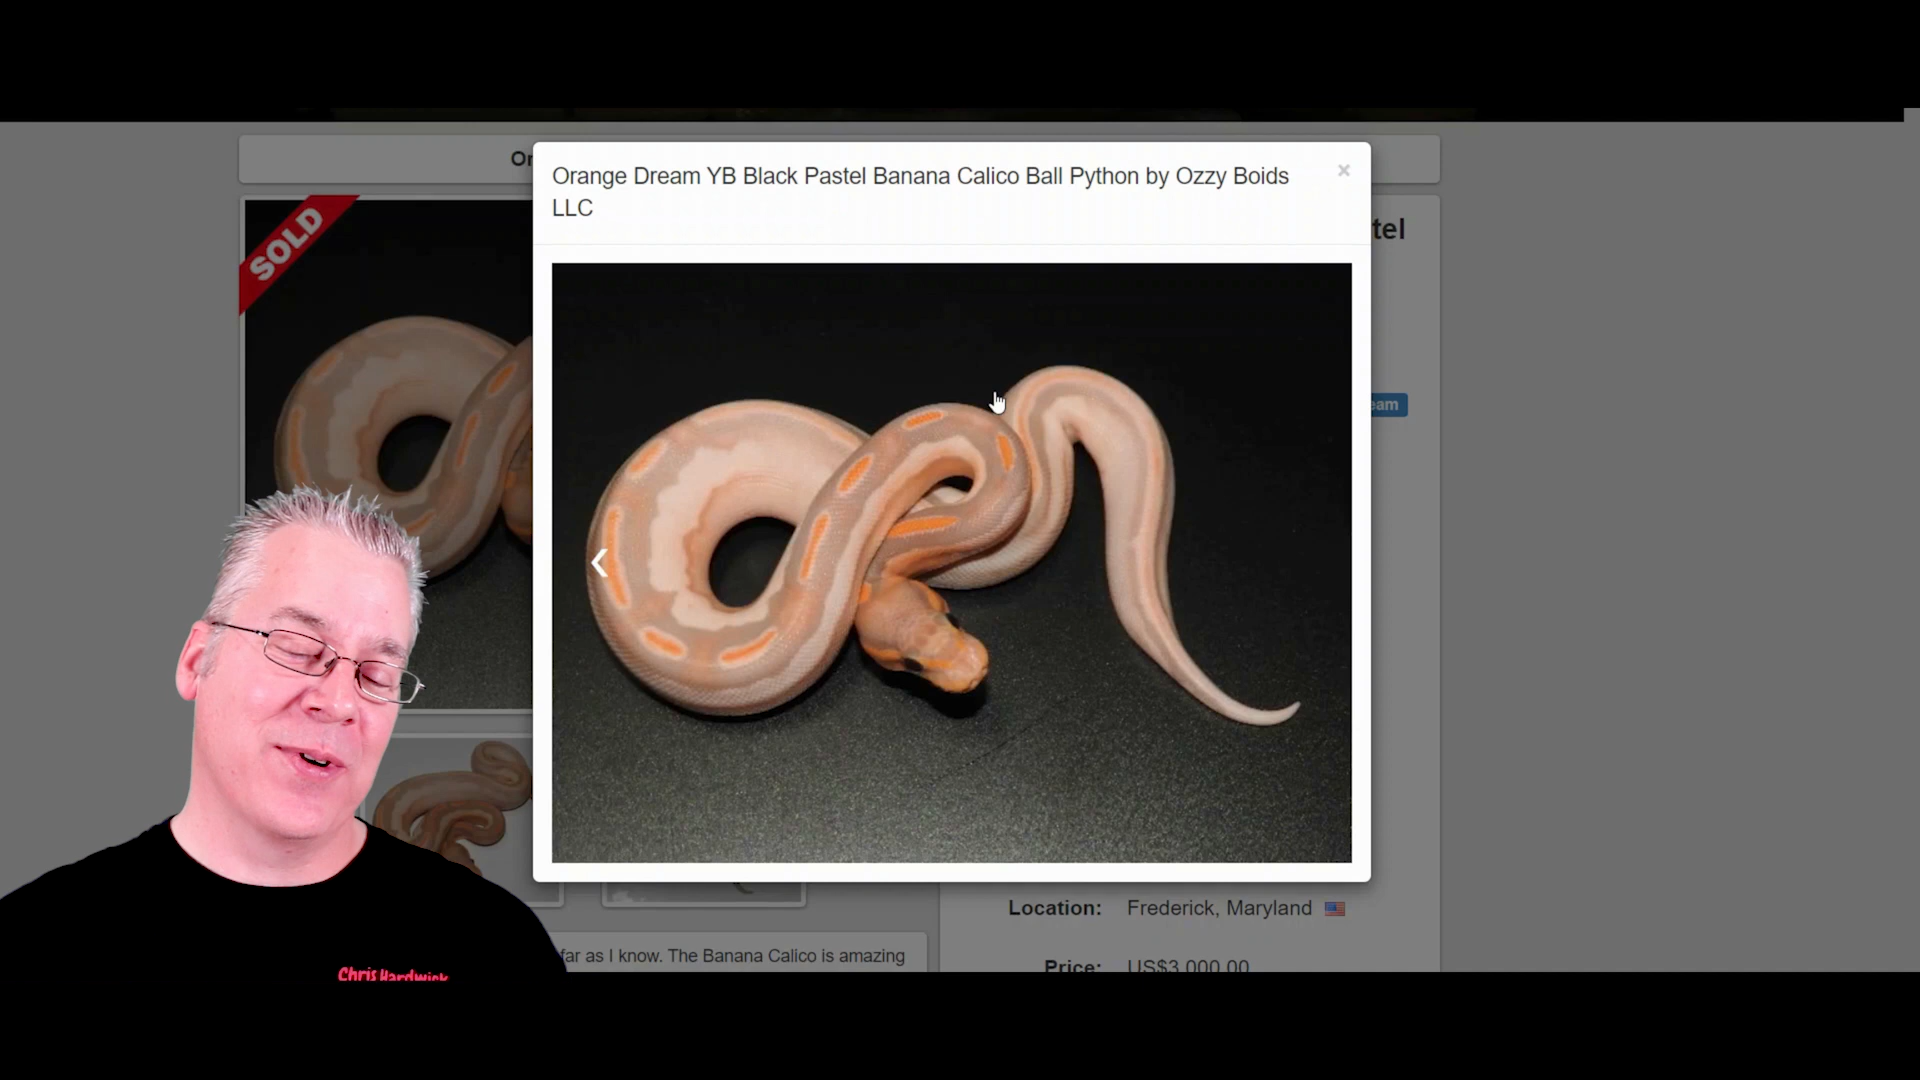 Or
Orange Dream YB Black Pastel Banana Calico Ball Python by Ozzy Boids
LLC
×
SOLD
tel
eam
Location: Frederick, Maryland
far as I know. The Banana Calico is amazing
Price: US$3,000.00
Chris Hardwick